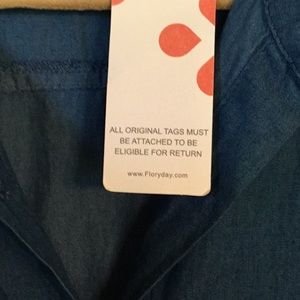 ALL ORIGINAL TAGS MUST
BE ATTACHED TO BE
ELIGIBLE FOR RETURN
www.Floryday.com